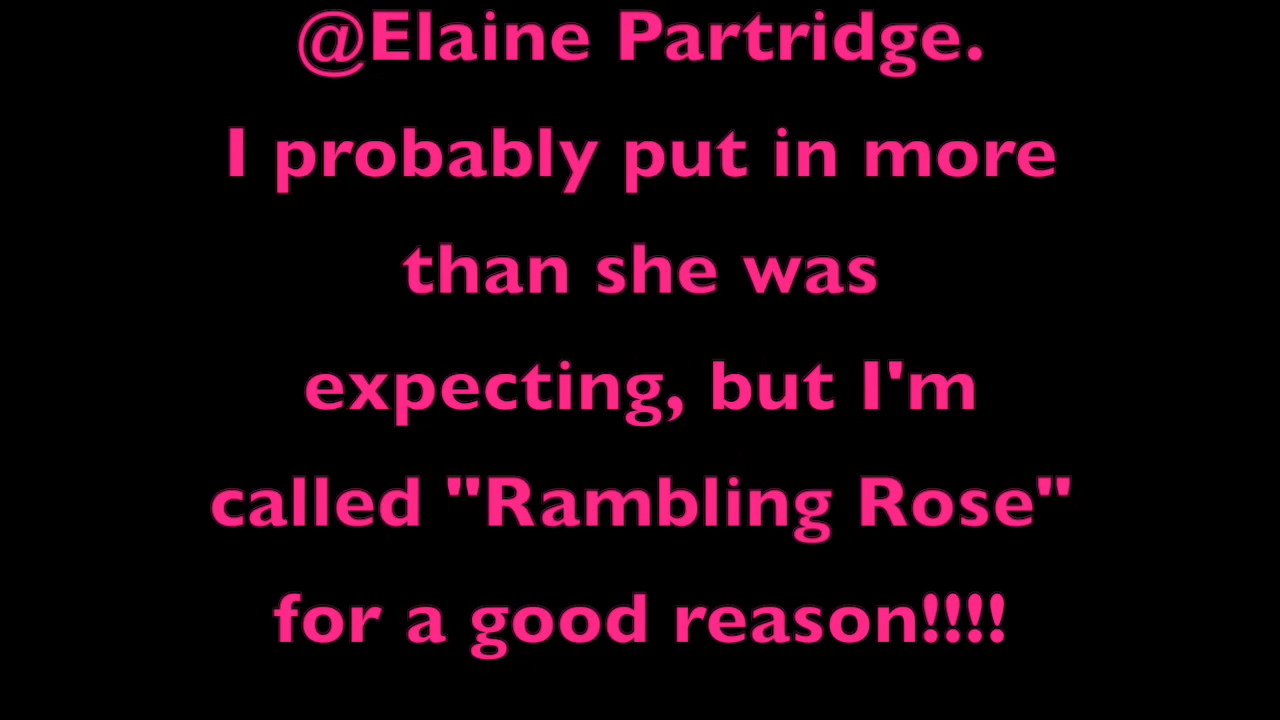 @Elaine Partridge.
I probably put in more
than she was
expecting, but I'm
called "Rambling Rose"
for a good reason!!!!